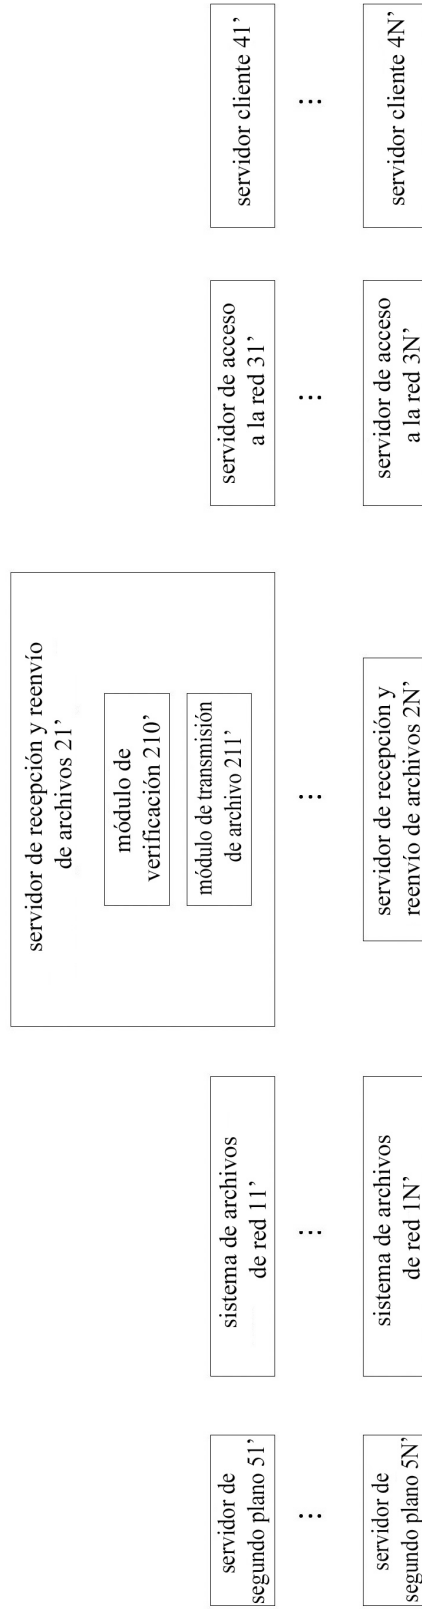 servidor de
segundo plano 51’
⋮
servidor de
segundo plano 5N’
sistema de archivos
de red 11’
⋮
sistema de archivos
de red 1N’
servidor de recepción y reenvío
de archivos 21’
módulo de
verificación 210’
módulo de transmisión
de archivo 211’
⋮
servidor de recepción y
reenvío de archivos 2N’
servidor de acceso
a la red 31’
⋮
servidor de acceso
a la red 3N’
servidor cliente 41’
⋮
servidor cliente 4N’